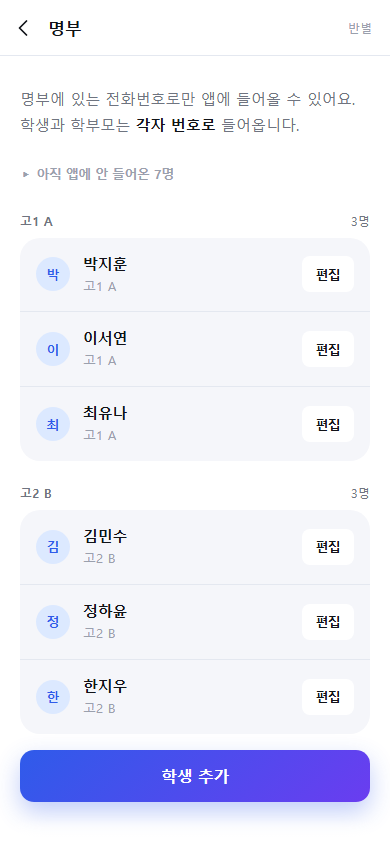 명부
반별
명부에 있는 전화번호로만 앱에 들어올 수 있어요.
학생과 학부모는 각자 번호로 들어옵니다.
▸ 아직 앱에 안 들어온 7명
고1 A
3명
박
박지훈
고1 A
편집
이
이서연
고1 A
편집
최
최유나
고1 A
편집
고2 B
3명
김
김민수
고2 B
편집
정
정하윤
고2 B
편집
한
한지우
고2 B
편집
학생 추가